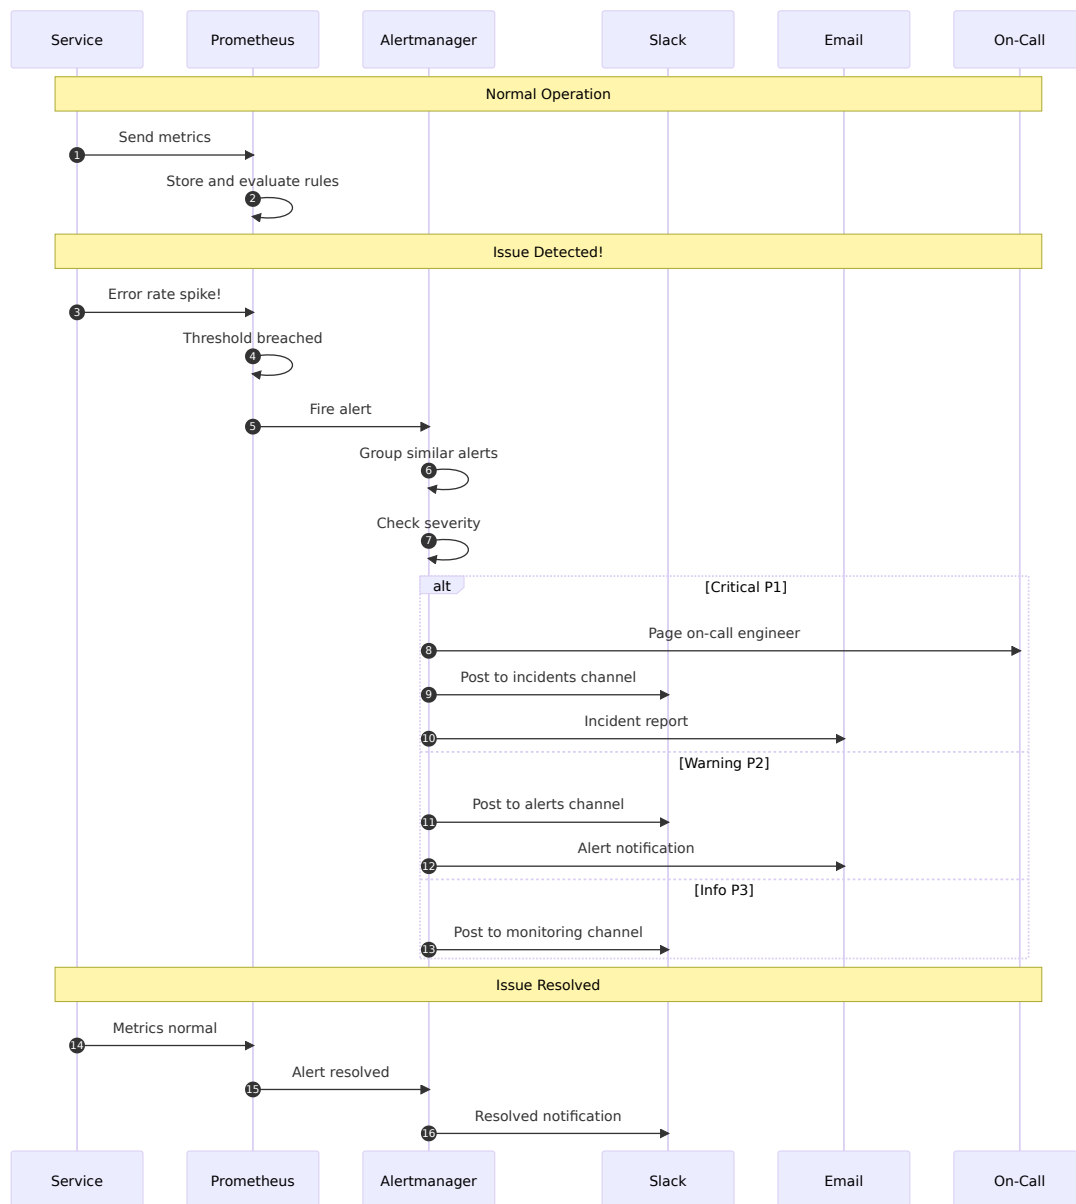 Service
Prometheus
Alertmanager
Slack
Email
On-Call
Normal Operation
Send metrics
1
Store and evaluate rules
2
Issue Detected!
Error rate spike!
3
Threshold breached
4
Fire alert
5
Group similar alerts
6
Check severity
7
alt
[Critical P1]
Page on-call engineer
8
Post to incidents channel
9
Incident report
10
[Warning P2]
Post to alerts channel
11
Alert notification
12
[Info P3]
Post to monitoring channel
13
Issue Resolved
Metrics normal
14
Alert resolved
15
Resolved notification
16
Service
Prometheus
Alertmanager
Slack
Email
On-Call